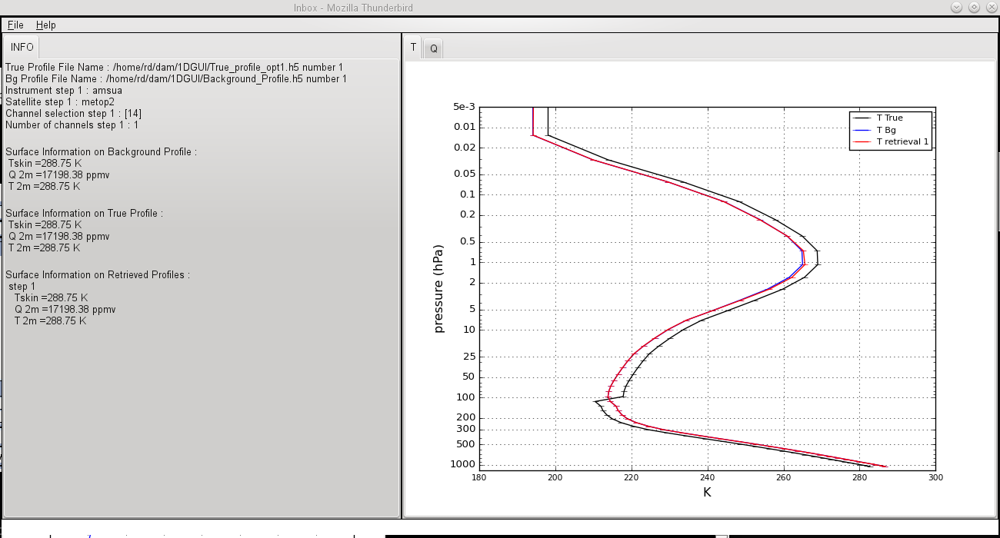 Inbox - Mozilla Thunderbird
File Help
INFO
True Profile File Name : /home/rd/dam/1DGUI/True_profile_opt1.h5 number 1
Bg Profile File Name : /home/rd/dam/1DGUI/Background_Profile.h5 number 1
Instrument step 1 : amsua
Satellite step 1 : metop2
Channel selection step 1 : [14]
Number of channels step 1 : 1
Surface Information on Background Profile :
Tskin =288.75 K
Q 2m =17198.38 ppmv
T 2m =288.75 K
Surface Information on True Profile :
Tskin =288.75 K
Q 2m =17198.38 ppmv
T 2m =288.75 K
Surface Information on Retrieved Profiles :
step 1
Tskin =288.75 K
Q 2m =17198.38 ppmv
T 2m =288.75 K
T Q
5e-3
0.01
0.02
0.05
0.1
0.2
0.5
1
2
5
10
25
50
100
200
300
500
1000
pressure (hPa)
T True
T Bg
T retrieval 1
180 200 220 240 260 280 300
K